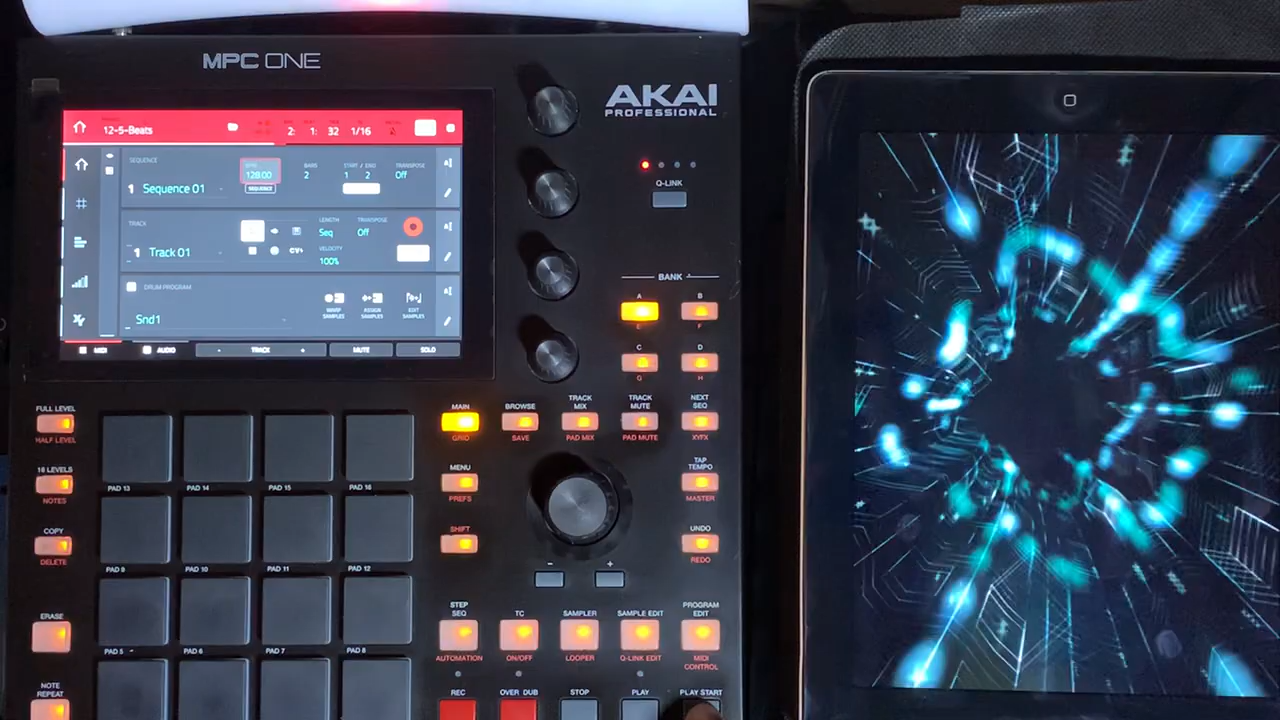 MPC ONE
AKAI
PROFESSIONAL
12-5-Beats
2: 1: 32 1/16
SEQUENCE
1 Sequence 01
128.00
SEQUENCE
BARS
2
START / END
1 2
TRANSPOSE
Off
TRACK
1 Track 01
CV
LENGTH
Seq
TRANSPOSE
Off
VELOCITY
100%
DRUM PROGRAM
Snd1
WARP SAMPLES
ASSIGN SAMPLES
EDIT SAMPLES
MIDI
AUDIO
- TRACK +
MUTE
SOLO
Q-LINK
BANK
A
B
E
F
C
D
G
H
FULL LEVEL
HALF LEVEL
16 LEVELS
NOTES
COPY
DELETE
ERASE
NOTE
REPEAT
PAD 13
PAD 14
PAD 15
PAD 16
PAD 9
PAD 10
PAD 11
PAD 12
PAD 5
PAD 6
PAD 7
PAD 8
MAIN
GRID
BROWSE
SAVE
TRACK
MIX
PAD MIX
TRACK
MUTE
PAD MUTE
NEXT
SEQ
XYFX
MENU
PREFS
TAP
TEMPO
MASTER
SHIFT
UNDO
REDO
- +
STEP
SEQ
AUTOMATION
TC
ON/OFF
SAMPLER
LOOPER
SAMPLE EDIT
Q-LINK EDIT
PROGRAM
EDIT
MIDI
CONTROL
REC
OVER DUB
STOP
PLAY
PLAY START